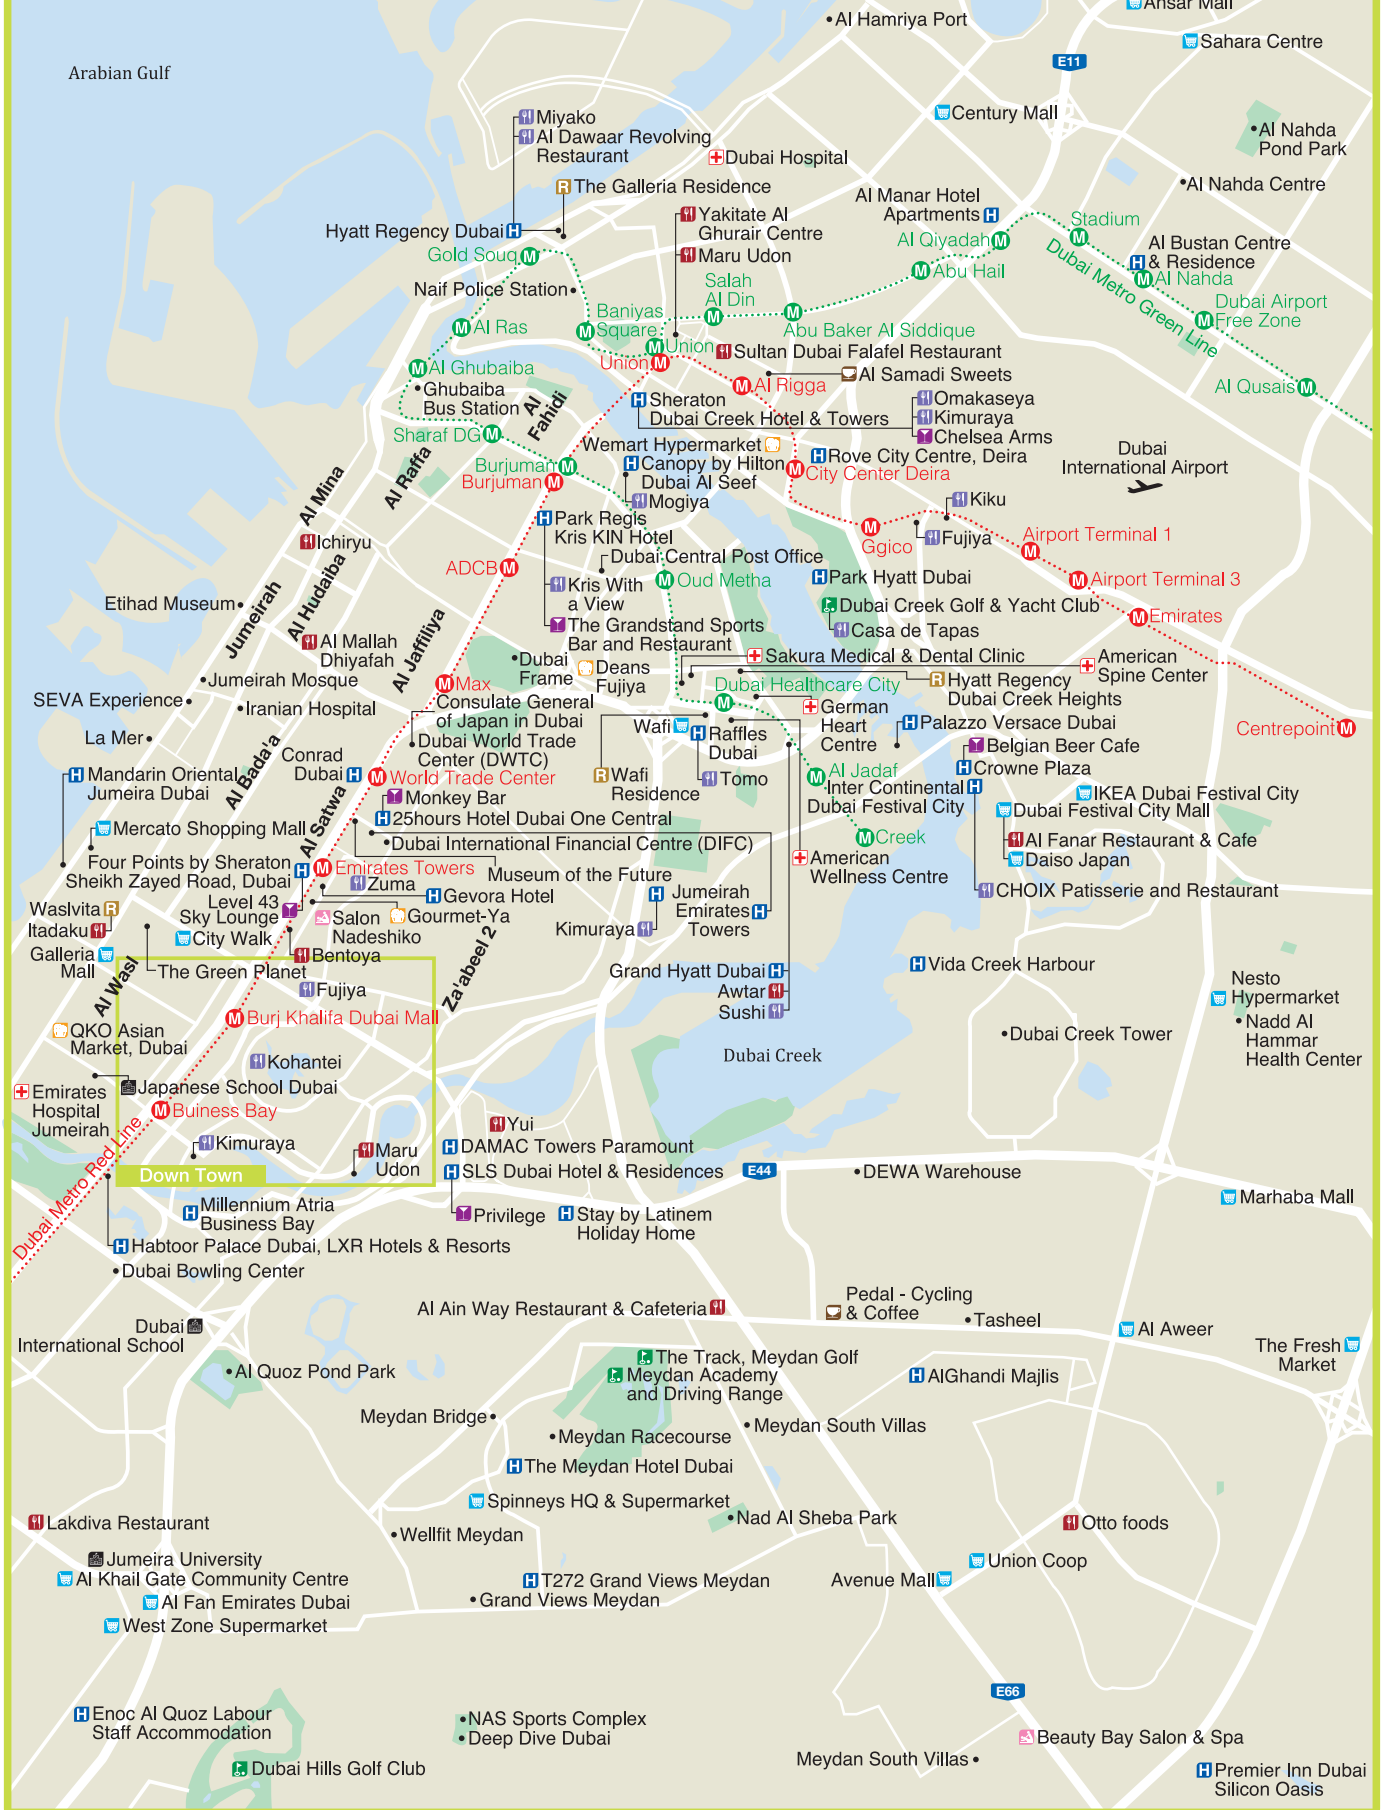 Ansar Mall
Al Hamriya Port
Sahara Centre
Arabian Gulf
E11
Century Mall
Miyako
Al Dawaar Revolving
Restaurant
Al Nahda
Pond Park
Dubai Hospital
The Galleria Residence
Al Nahda Centre
Al Manar Hotel
Apartments
Yakitate Al
Ghurair Centre
Hyatt Regency Dubai
Stadium
Al Qiyadah
Al Bustan Centre
& Residence
Gold Souq
Maru Udon
Abu Hail
Dubai Metro Green Line
Al Nahda
Salah
Al Din
Naif Police Station
Dubai Airport
Free Zone
Baniyas
Square
Al Ras
Abu Baker Al Siddique
Union
Union
Sultan Dubai Falafel Restaurant
Al Ghubaiba
Al Samadi Sweets
Al Rigga
Al Qusais
Ghubaiba
Bus Station
Al
Fahidi
Sheraton
Dubai Creek Hotel & Towers
Omakaseya
Kimuraya
Chelsea Arms
Sharaf DG
Wemart Hypermarket
Rove City Centre, Deira
Dubai
International Airport
Burjuman
Burjuman
Canopy by Hilton
Dubai Al Seef
City Center Deira
Al Raffa
Al Mina
Mogiya
Kiku
Park Regis
Kris KIN Hotel
Fujiya
Ggico
Airport Terminal 1
Ichiryu
Dubai Central Post Office
ADCB
Oud Metha
Park Hyatt Dubai
Airport Terminal 3
Al Hudaiba
Kris With
a View
Etihad Museum
Jumeirah
Dubai Creek Golf & Yacht Club
Emirates
Casa de Tapas
The Grandstand Sports
Bar and Restaurant
Al Mallah
Dhiyafah
Al Jaffiliya
Sakura Medical & Dental Clinic
American
Spine Center
Dubai
Frame
Deans
Fujiya
Jumeirah Mosque
Max
Dubai Healthcare City
Hyatt Regency
Dubai Creek Heights
SEVA Experience
Iranian Hospital
Consulate General
of Japan in Dubai
German
Heart
Centre
Wafi
Raffles
Dubai
Palazzo Versace Dubai
Centrepoint
La Mer
Dubai World Trade
Center (DWTC)
Belgian Beer Cafe
Al Bada'a
Conrad
Dubai
Crowne Plaza
Mandarin Oriental,
Jumeira Dubai
World Trade Center
Wafi
Residence
Tomo
Al Jadaf
Inter Continental
Dubai Festival City
IKEA Dubai Festival City
Al Satwa
Monkey Bar
Dubai Festival City Mall
25hours Hotel Dubai One Central
Mercato Shopping Mall
Creek
Al Fanar Restaurant & Cafe
Dubai International Financial Centre (DIFC)
Daiso Japan
Four Points by Sheraton
Sheikh Zayed Road, Dubai
Emirates Towers
Museum of the Future
American
Wellness Centre
Zuma
CHOIX Patisserie and Restaurant
Gevora Hotel
Jumeirah
Emirates
Towers
Level 43
Sky Lounge
Waslvita
Salon
Nadeshiko
Gourmet-Ya
Itadaku
Kimuraya
City Walk
Galleria
Mall
Bentoya
Za'abeel 2
The Green Planet
Al Wasl
Vida Creek Harbour
Grand Hyatt Dubai
Awtar
Sushi
Fujiya
Nesto
Hypermarket
Burj Khalifa Dubai Mall
QKO Asian
Market, Dubai
Nadd Al
Hammar
Health Center
Dubai Creek Tower
Dubai Creek
Kohantei
Japanese School Dubai
Emirates
Hospital
Jumeirah
Buiness Bay
Yui
Dubai Metro Red Line
Kimuraya
Maru
Udon
DAMAC Towers Paramount
Down Town
SLS Dubai Hotel & Residences
E44
DEWA Warehouse
Marhaba Mall
Millennium Atria
Business Bay
Privilege
Stay by Latinem
Holiday Home
Habtoor Palace Dubai, LXR Hotels & Resorts
Dubai Bowling Center
Pedal - Cycling
& Coffee
Al Ain Way Restaurant & Cafeteria
Tasheel
Dubai
International School
Al Aweer
The Fresh
Market
The Track, Meydan Golf
Al Quoz Pond Park
Meydan Academy
and Driving Range
AlGhandi Majlis
Meydan Bridge
Meydan South Villas
Meydan Racecourse
The Meydan Hotel Dubai
Spinneys HQ & Supermarket
Nad Al Sheba Park
Lakdiva Restaurant
Otto foods
Wellfit Meydan
Jumeira University
Union Coop
Al Khail Gate Community Centre
T272 Grand Views Meydan
Avenue Mall
Al Fan Emirates Dubai
Grand Views Meydan
West Zone Supermarket
E66
Enoc Al Quoz Labour
Staff Accommodation
NAS Sports Complex
Deep Dive Dubai
Beauty Bay Salon & Spa
Meydan South Villas
Dubai Hills Golf Club
Premier Inn Dubai
Silicon Oasis